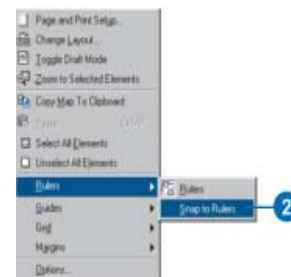 Page and Print Setup...
Change Layout...
Toggle Draft Mode
Zoom to Selected Elements
Copy Map To Clipboard
Paste
Select All Elements
Unselect All Elements
Rulers
Rulers
Snap to Rulers
2
Guides
Grid
Margins
Options...